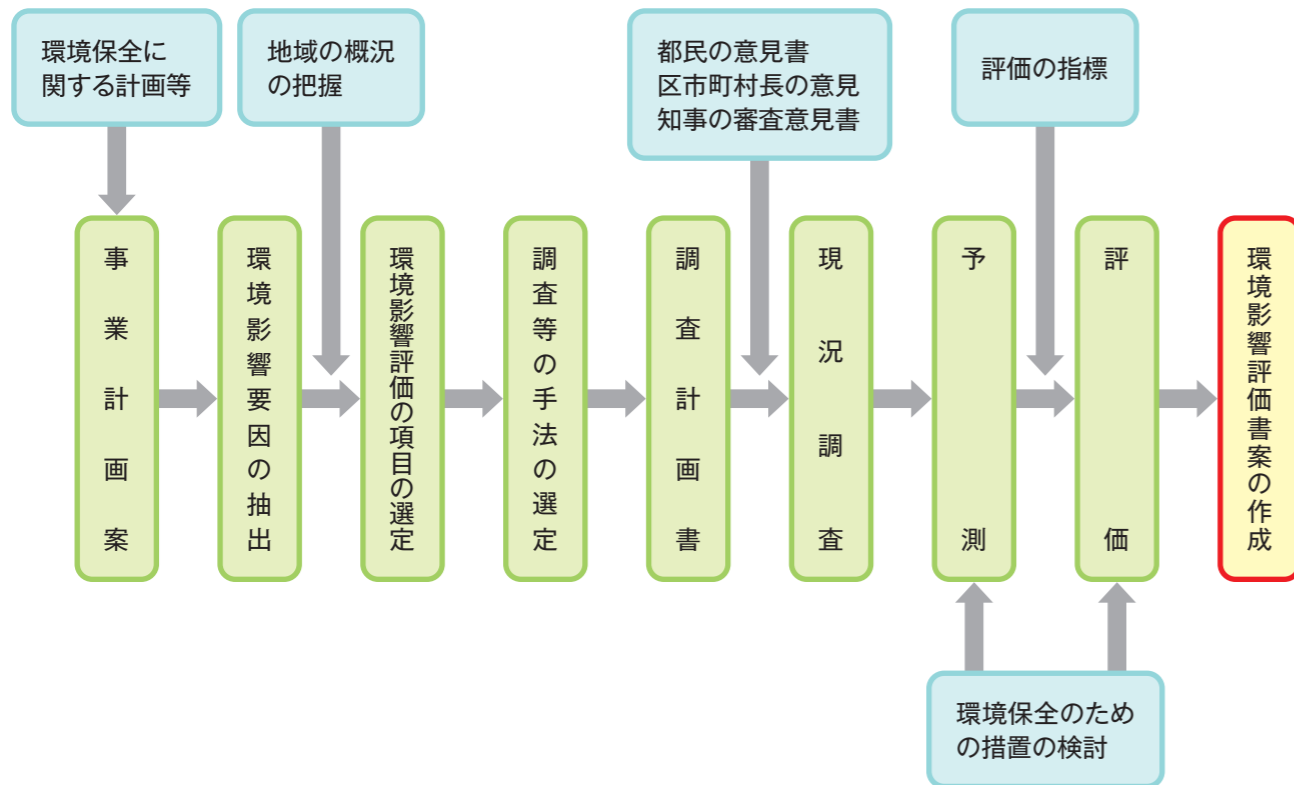 環境保全に
関する計画等
地域の概況
の把握
都民の意見書
区市町村長の意見
知事の審査意見書
評価の指標
事業計画案
環境影響要因の抽出
環境影響評価の項目の選定
調査等の手法の選定
調査計画書
現況調査
予測
評価
環境影響評価書案の作成
環境保全のため
の措置の検討